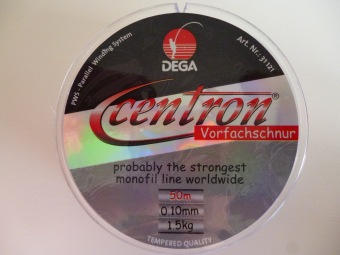 PWS - Parallel Winding System
DEGA
Art. Nr.: 31121
centron®
Vorfachschnur
probably the strongest
monofil line worldwide
50m
0,10mm
1,5kg
TEMPERED QUALITY